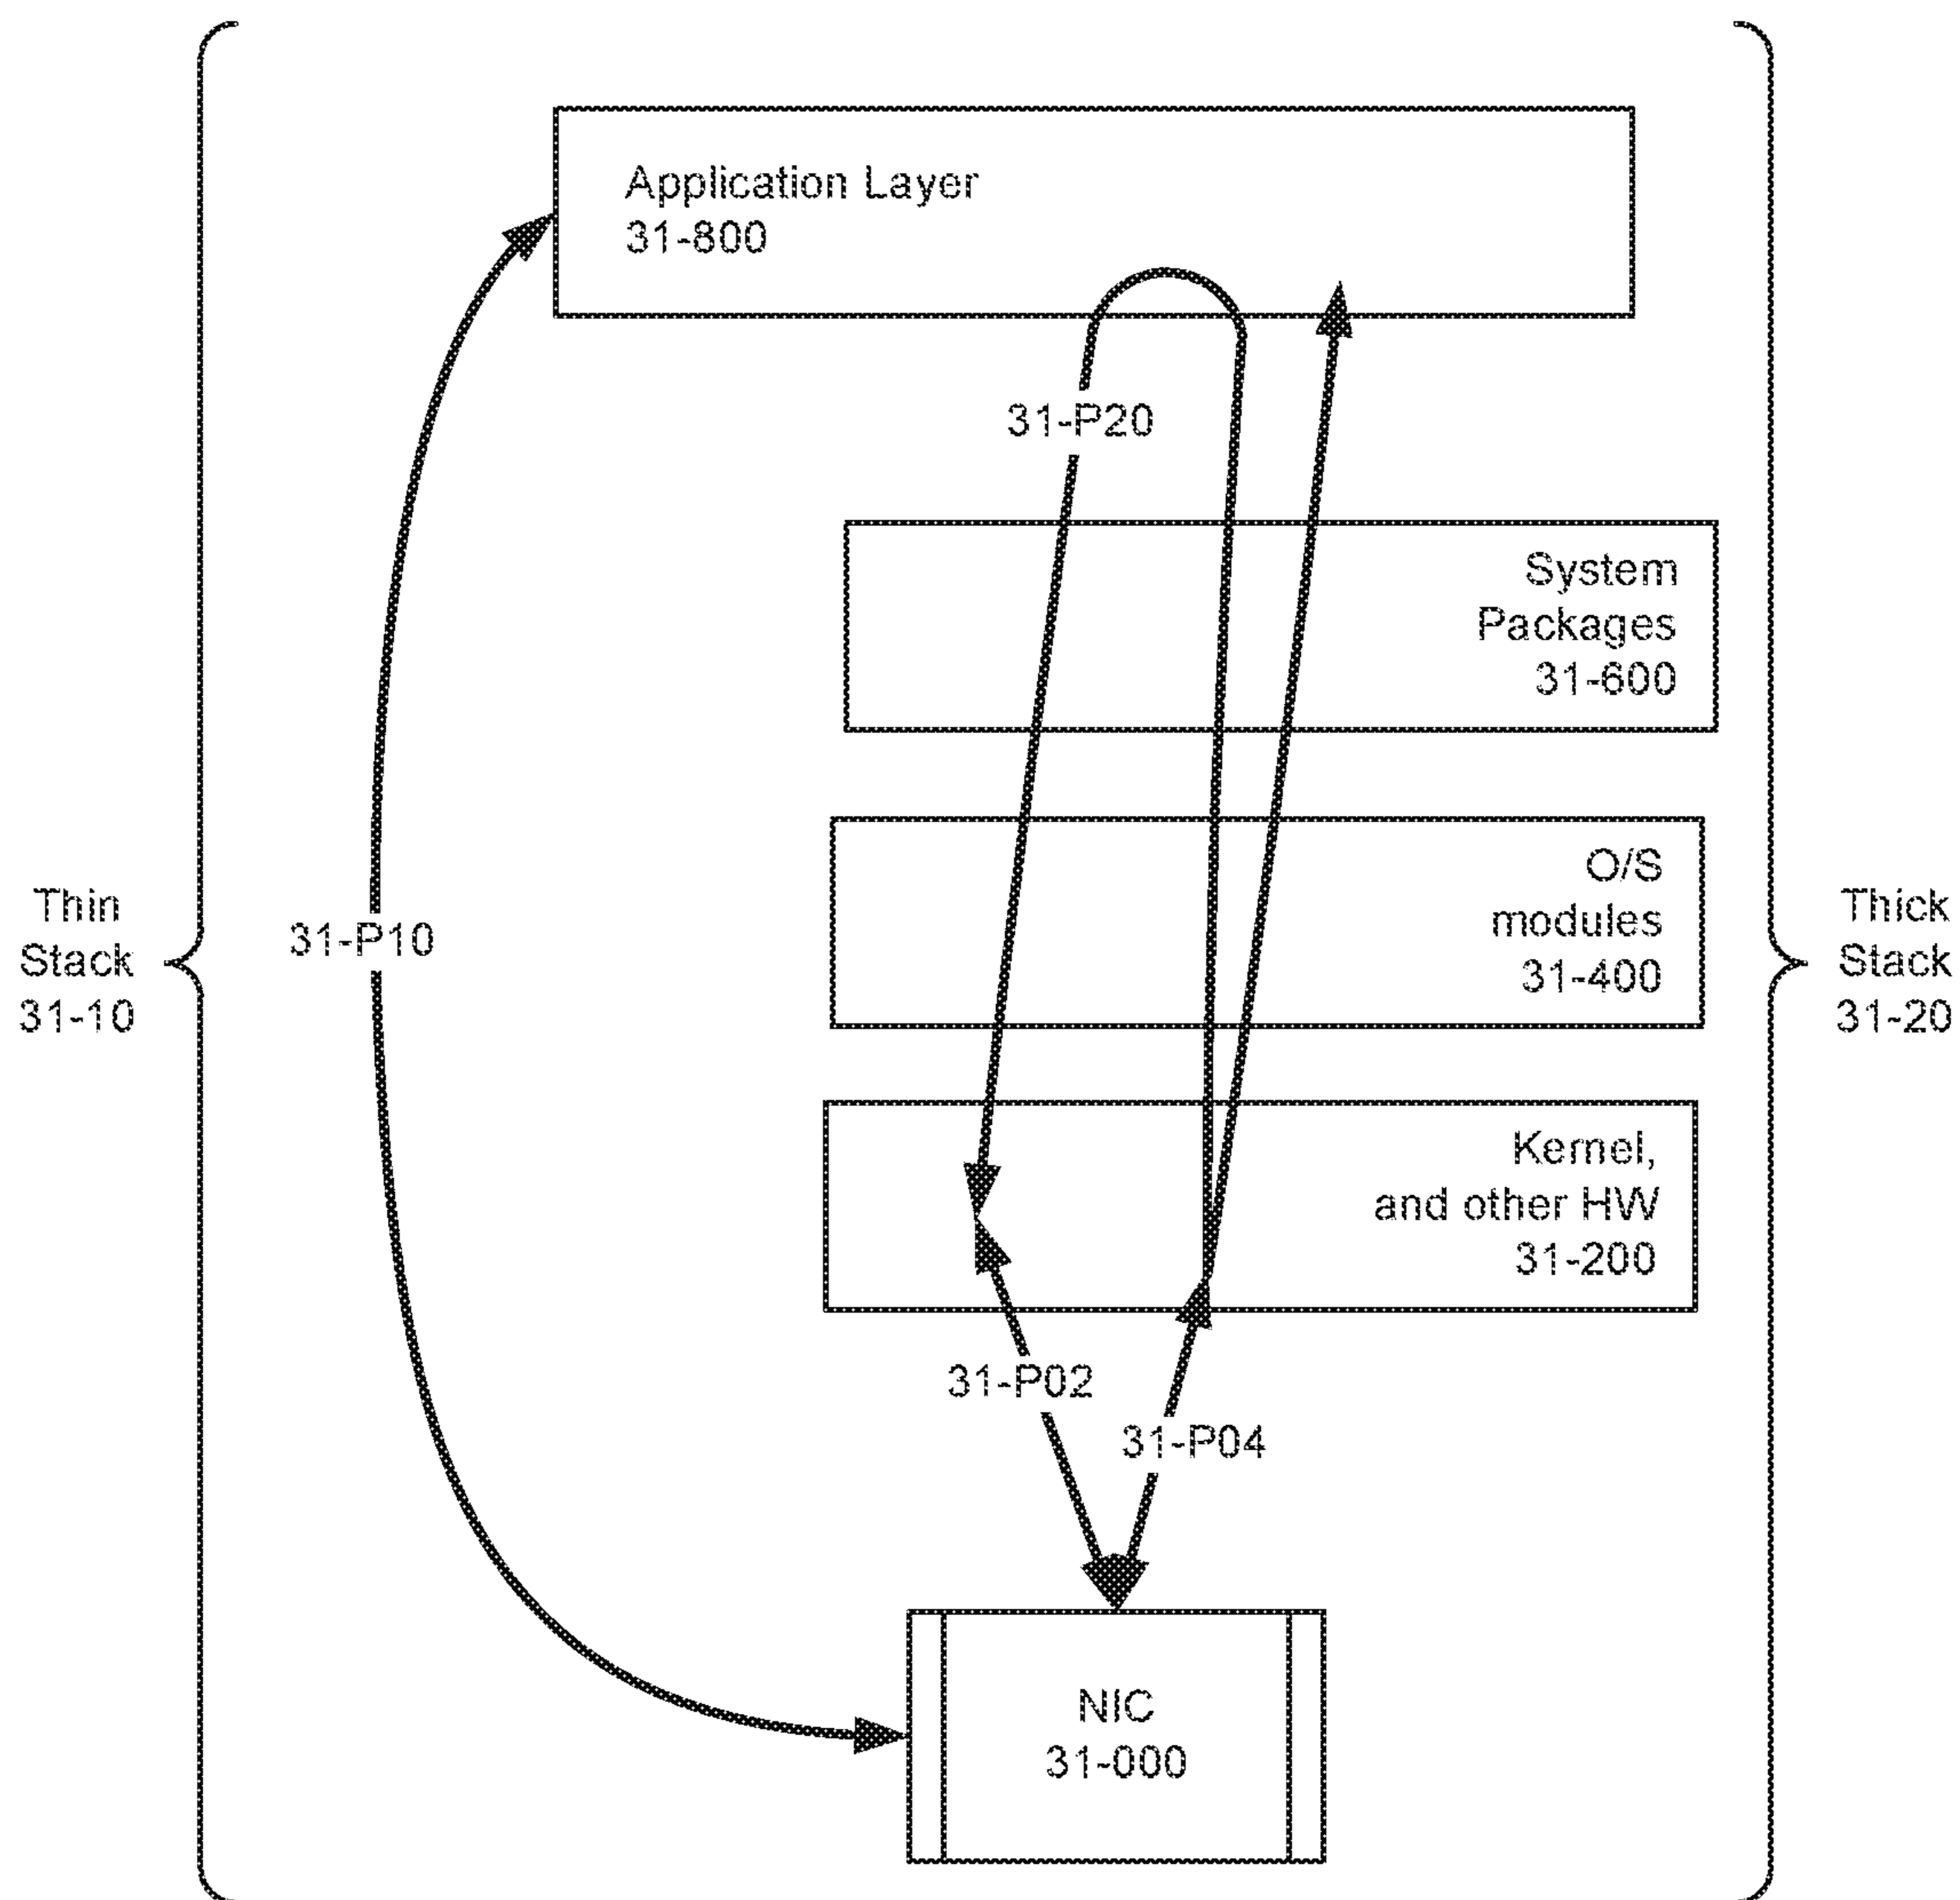 Application Layer
31-800
31-P20
System
Packages
31-600
Thin
Stack
31-10
31-P10
O/S
modules
31-400
Thick
Stack
31-20
Kernel,
and other HW
31-200
31-P02
31-P04
NIC
31-000